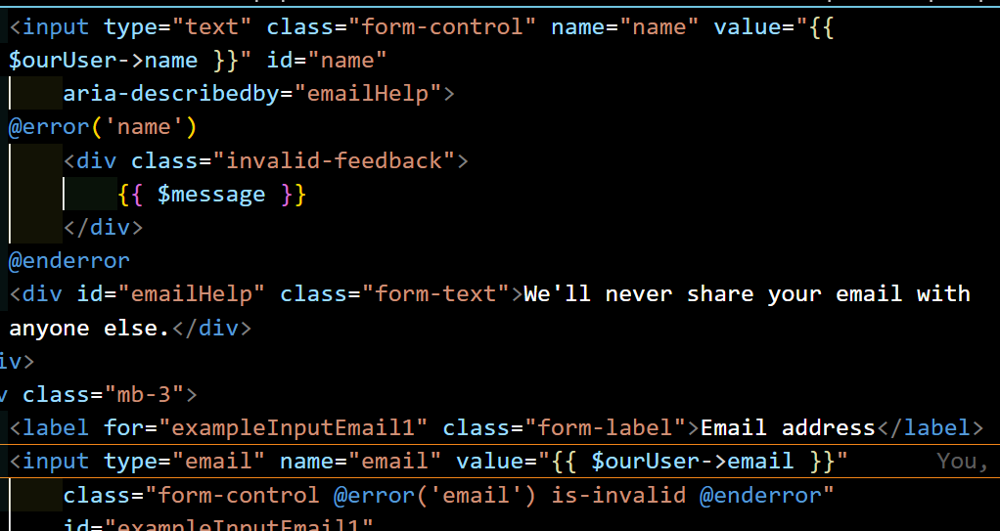 <input type="text" class="form-control" name="name" value="{{
$ourUser->name }}" id="name"
aria-describedby="emailHelp">
@error('name')
<div class="invalid-feedback">
{{ $message }}
</div>
@enderror
<div id="emailHelp" class="form-text">We'll never share your email with
anyone else.</div>
iv>
class="mb-3">
<label for="exampleInputEmail1" class="form-label">Email address</label>
<input type="email" name="email" value="{{ $ourUser->email }}" You,
class="form-control @error('email') is-invalid @enderror"
id="exampleInputEmail1"